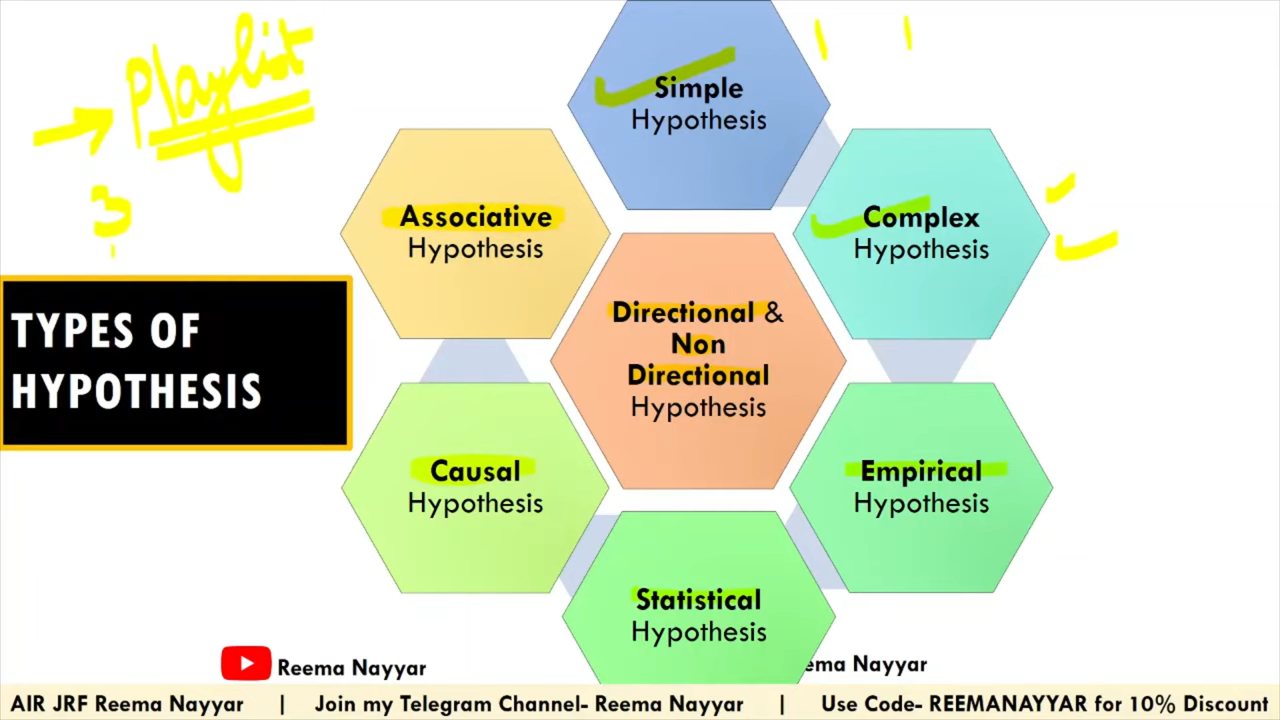 Playlist
3
TYPES OF
HYPOTHESIS
Simple
Hypothesis
Complex
Hypothesis
Empirical
Hypothesis
Statistical
Hypothesis
Causal
Hypothesis
Associative
Hypothesis
Directional &
Non
Directional
Hypothesis
Reema Nayyar
ema Nayyar
AIR JRF Reema Nayyar | Join my Telegram Channel- Reema Nayyar | Use Code- REEMANAYYAR for 10% Discount